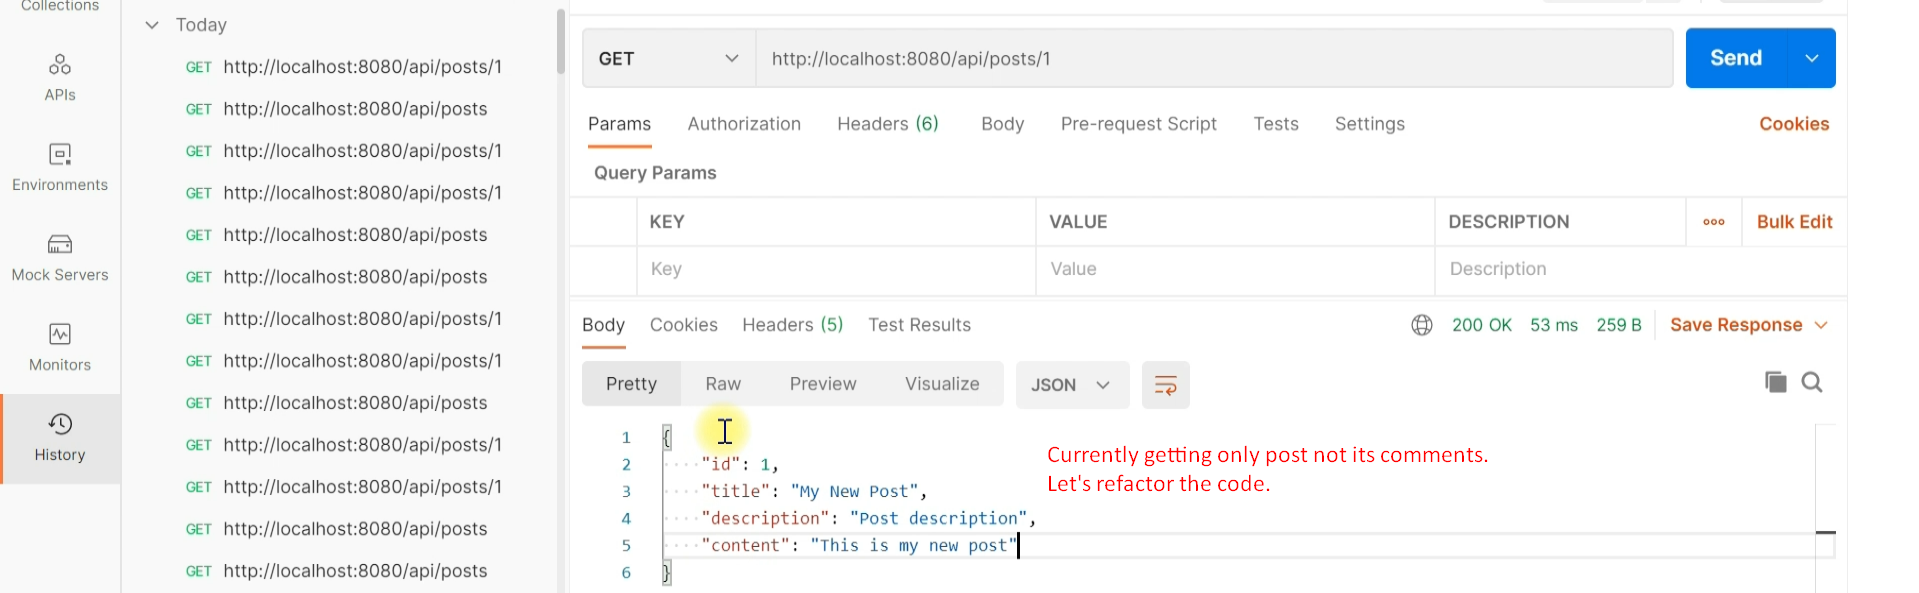 Collections
APIs
Environments
Mock Servers
Monitors
History
Today
GET http://localhost:8080/api/posts/1
GET http://localhost:8080/api/posts
GET http://localhost:8080/api/posts/1
GET http://localhost:8080/api/posts/1
GET http://localhost:8080/api/posts
GET http://localhost:8080/api/posts
GET http://localhost:8080/api/posts/1
GET http://localhost:8080/api/posts/1
GET http://localhost:8080/api/posts
GET http://localhost:8080/api/posts/1
GET http://localhost:8080/api/posts/1
GET http://localhost:8080/api/posts
GET http://localhost:8080/api/posts
GET http://localhost:8080/api/posts/1 Send
Params Authorization Headers (6) Body Pre-request Script Tests Settings Cookies
Query Params
KEY VALUE DESCRIPTION ooo Bulk Edit
Key Value Description
Body Cookies Headers (5) Test Results 200 OK 53 ms 259 B Save Response
Pretty Raw Preview Visualize JSON
1 {
2 "id": 1,
3 "title": "My New Post",
4 "description": "Post description",
5 "content": "This is my new post"
6 }
Currently getting only post not its comments.
Let's refactor the code.